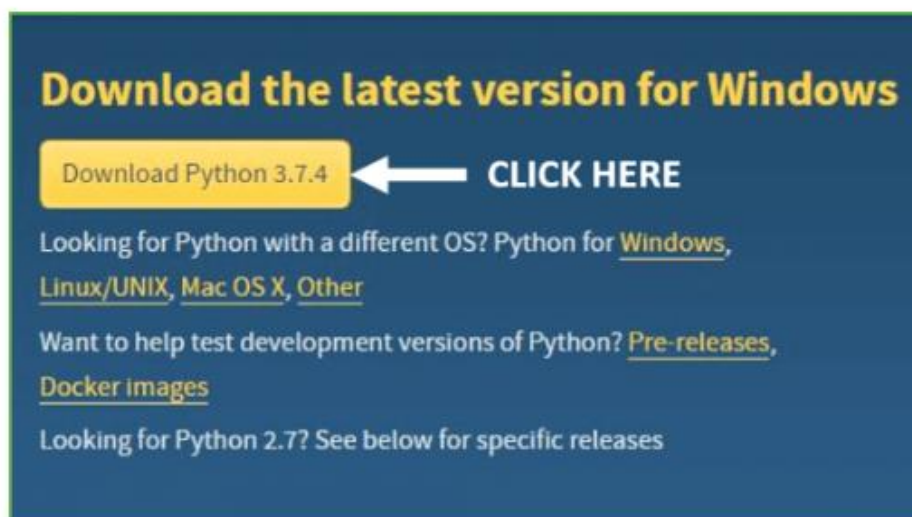 Download the latest version for Windows
Download Python 3.7.4 CLICK HERE
Looking for Python with a different OS? Python for Windows,
Linux/UNIX, Mac OS X, Other
Want to help test development versions of Python? Pre-releases,
Docker images
Looking for Python 2.7? See below for specific releases